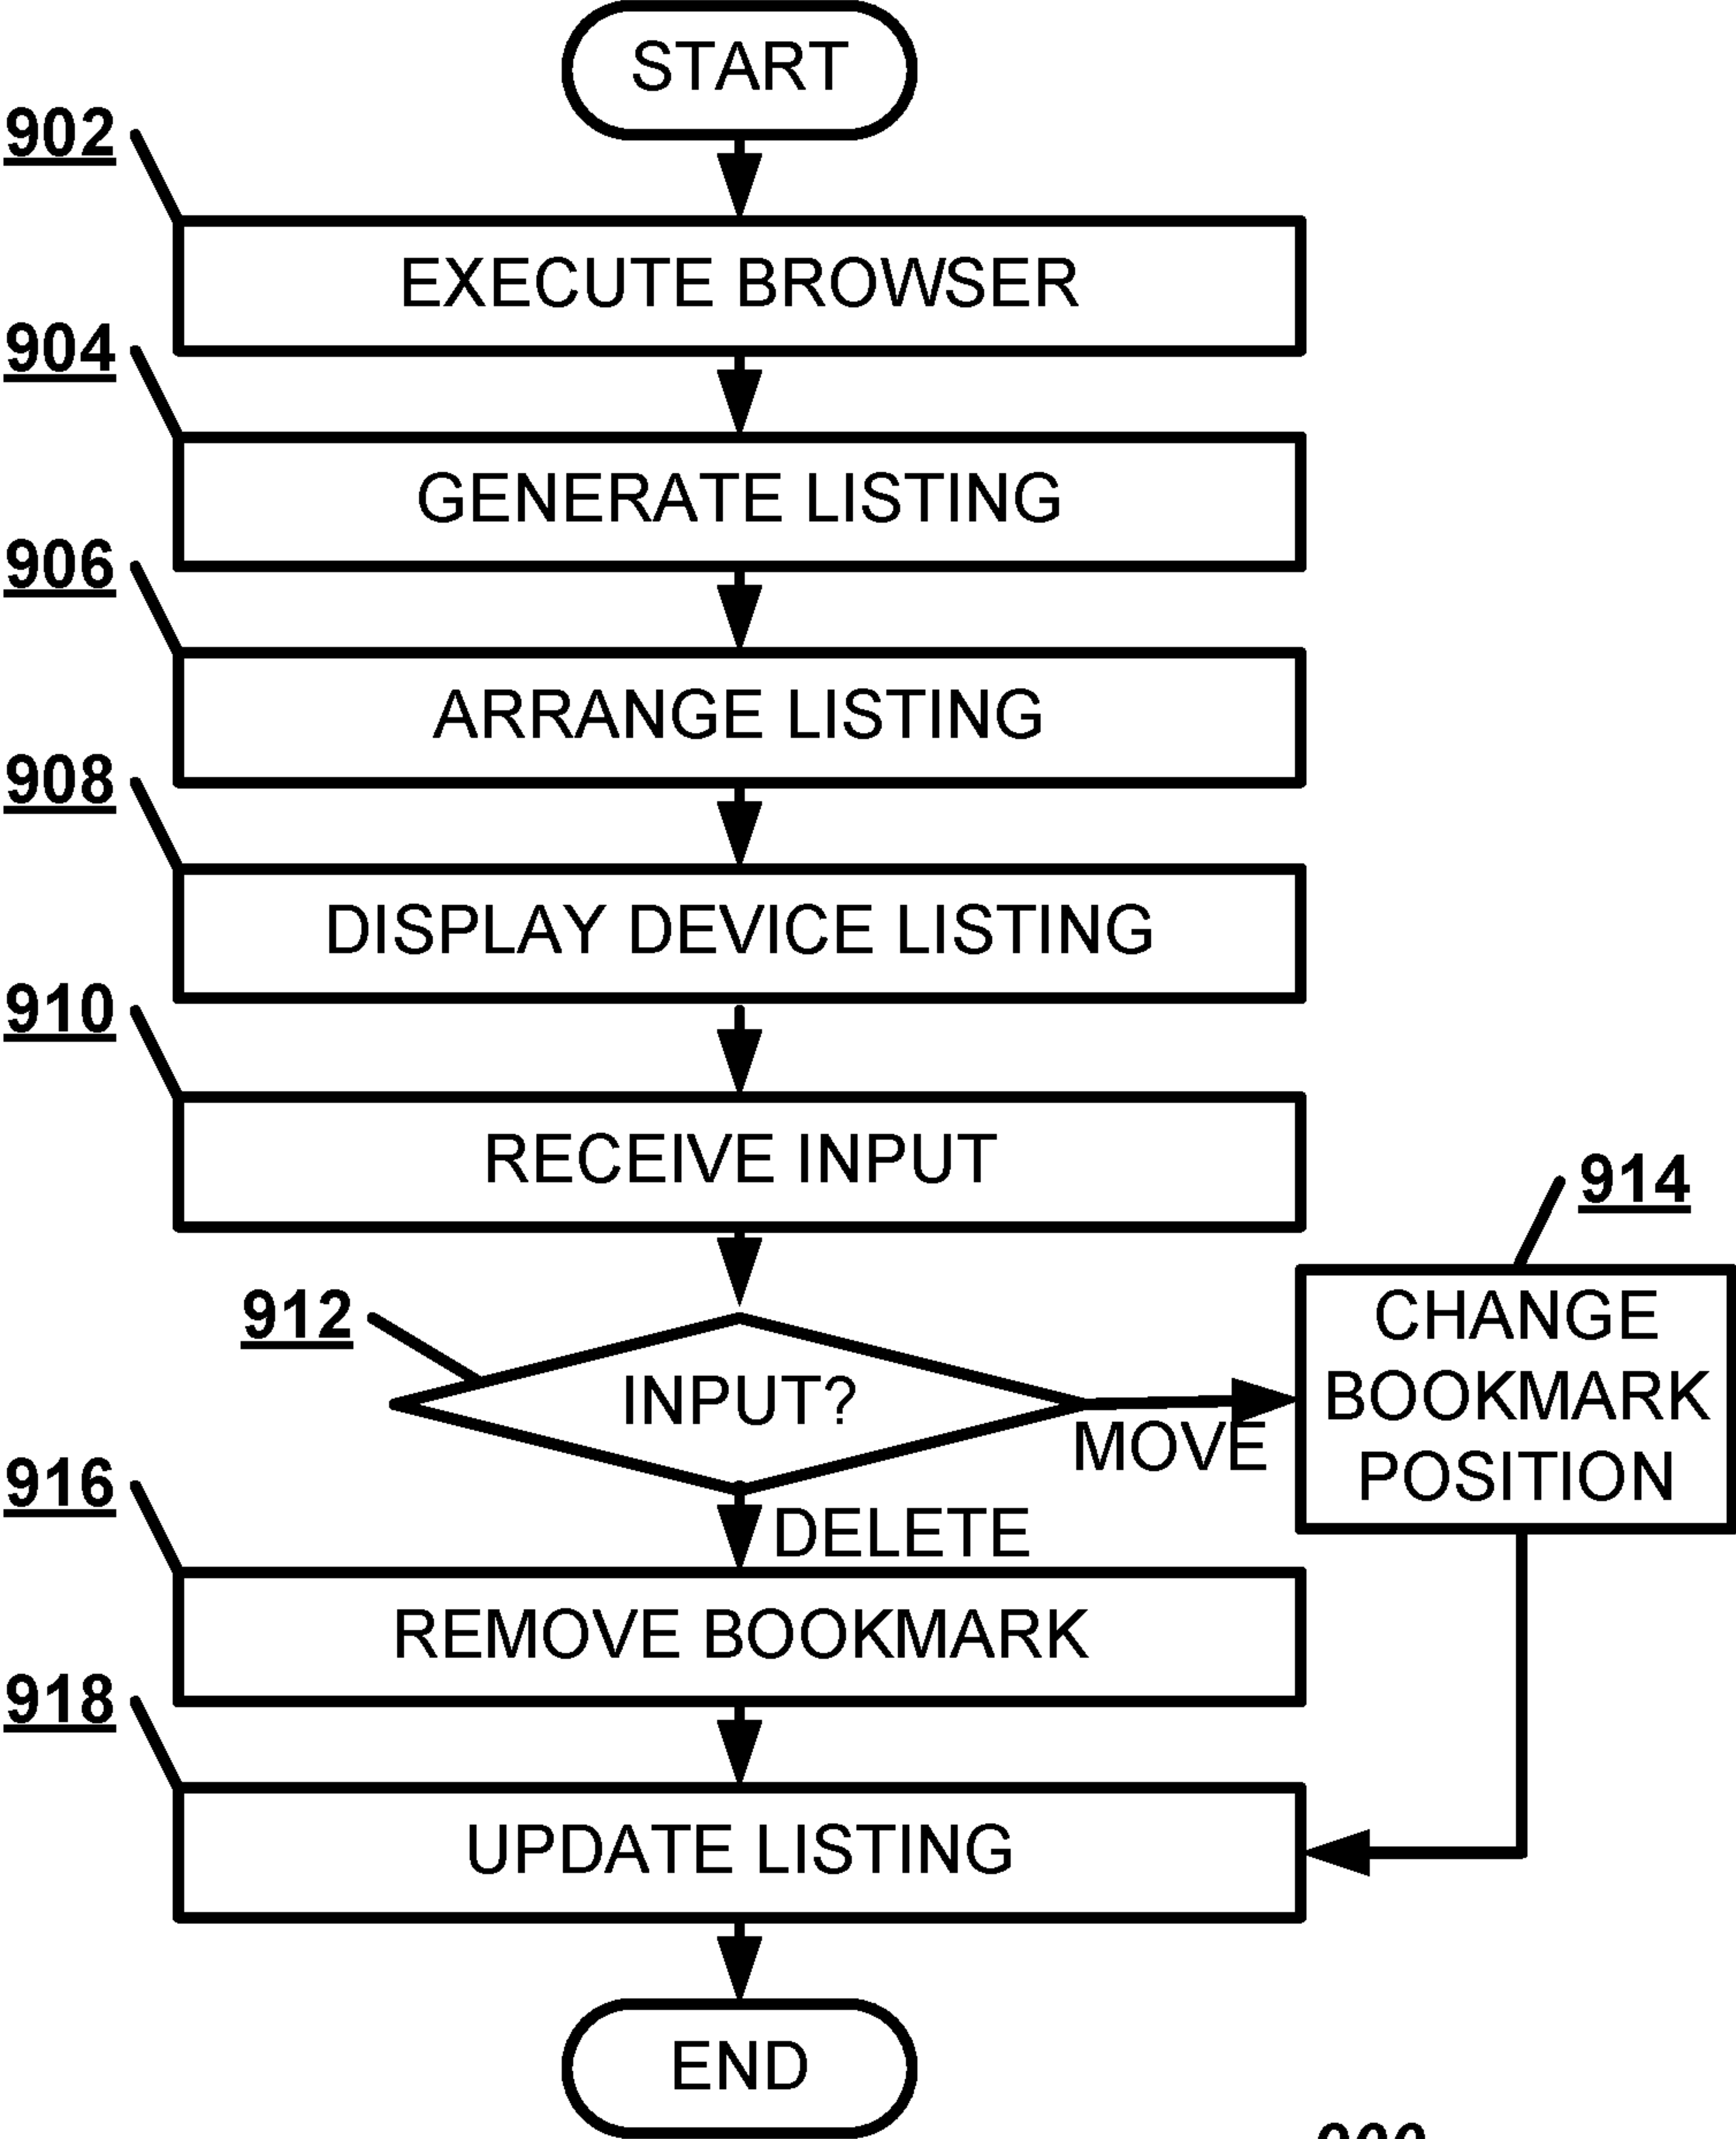 START
902
EXECUTE BROWSER
904
GENERATE LISTING
906
ARRANGE LISTING
908
DISPLAY DEVICE LISTING
910
RECEIVE INPUT
914
CHANGE
BOOKMARK
POSITION
912
INPUT?
MOVE
916
DELETE
REMOVE BOOKMARK
918
UPDATE LISTING
END